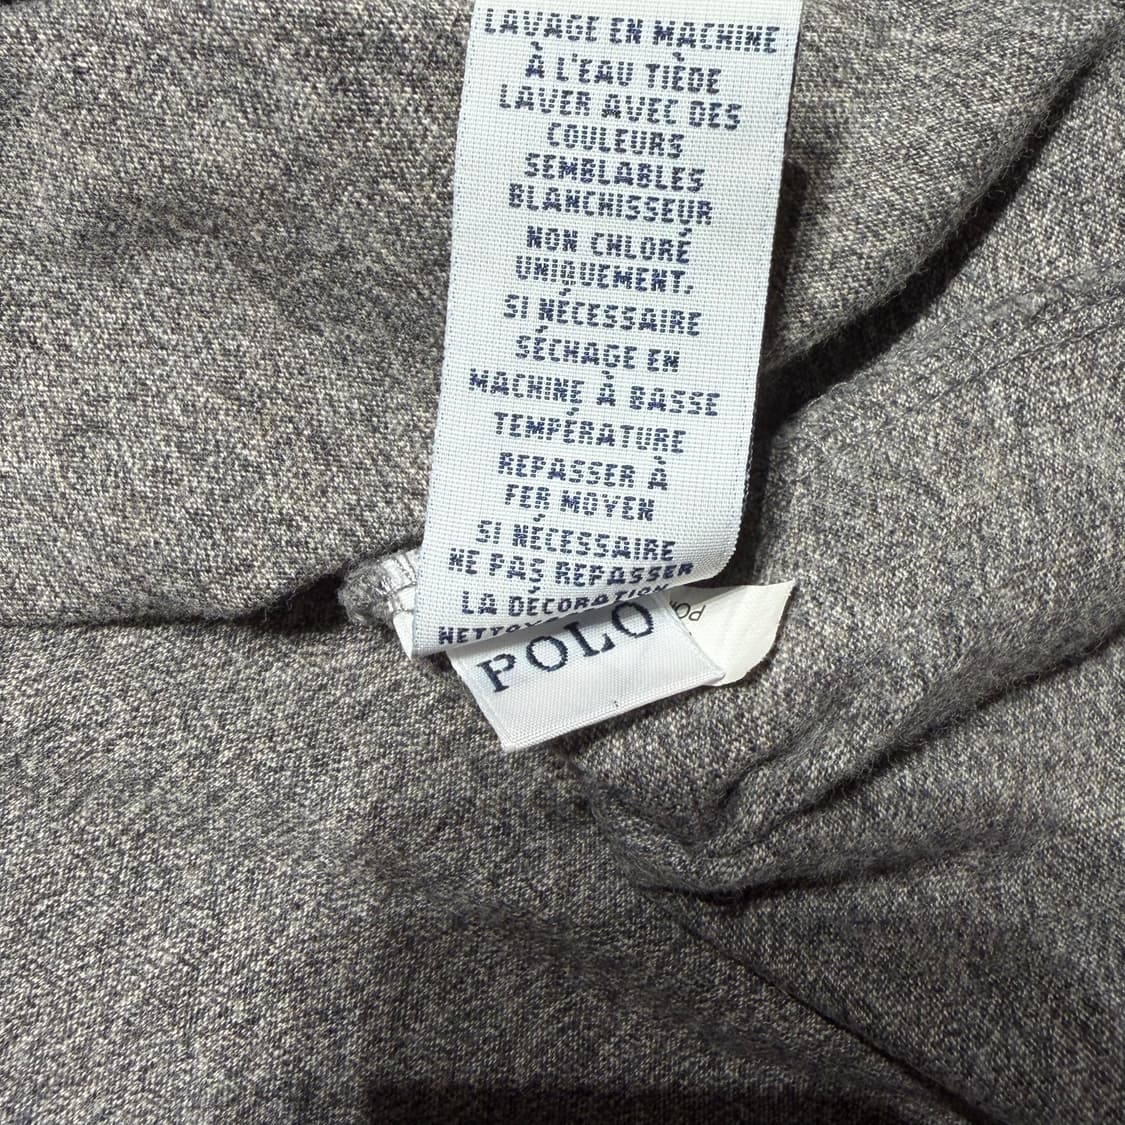 LAVAGE EN MACHINE
À L'EAU TIÈDE
LAVER AVEC DES
COULEURS
SEMBLABLES
BLANCHISSEUR
NON CHLORÉ
UNIQUEMENT.
SI NÉCESSAIRE
SÉCHAGE EN
MACHINE À BASSE
TEMPÉRATURE
REPASSER À
FER MOYEN
SI NÉCESSAIRE
NE PAS REPASSER
LA DÉCORATION
POLO